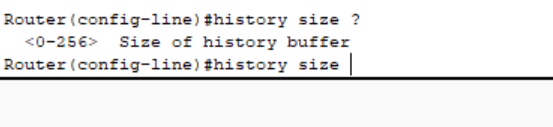 Router(config-line)#history size ?
  <0-256>  Size of history buffer
Router(config-line)#history size